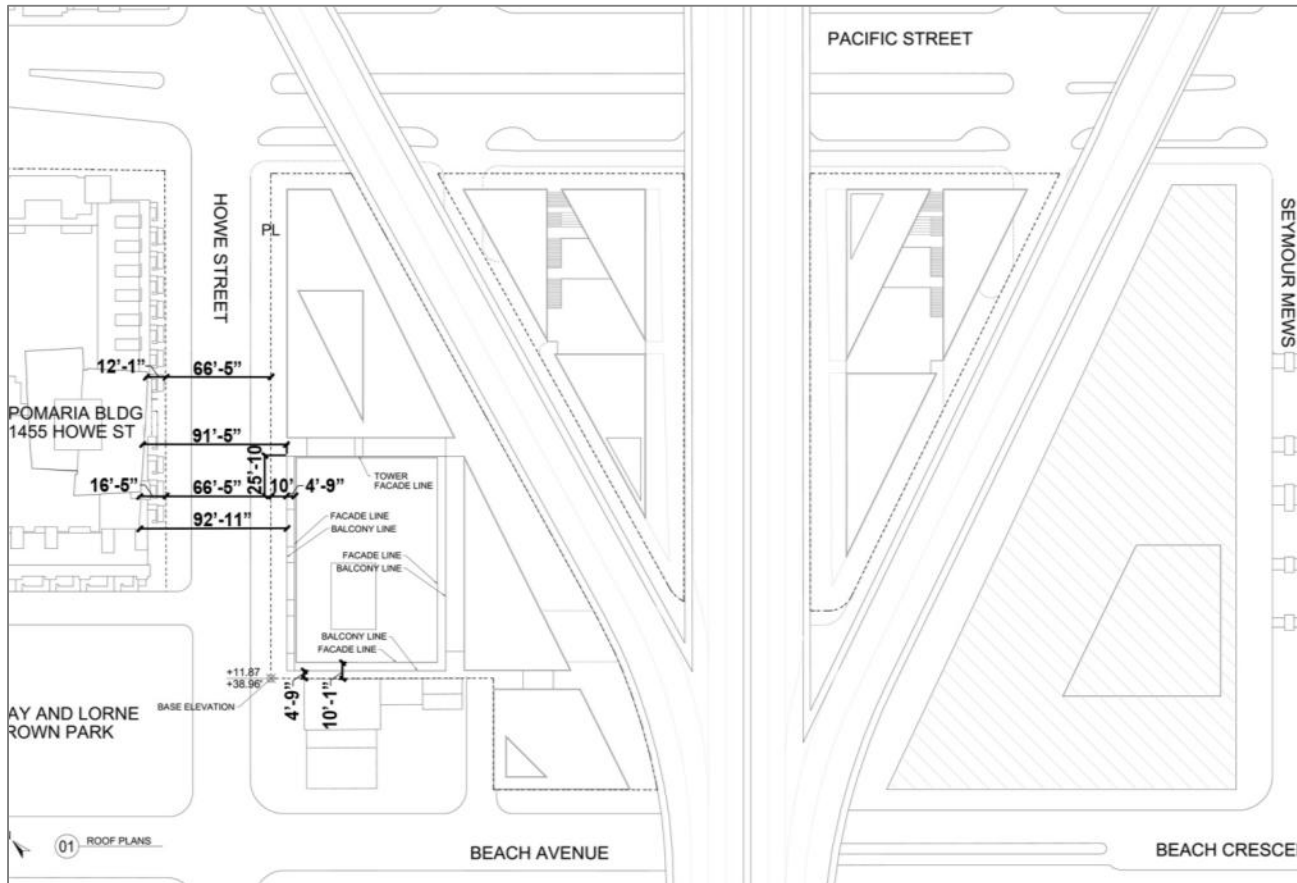 PACIFIC STREET
HOWE STREET
PL
SEYMOUR MEWS
12'-1"
66'-5"
POMARIA BLDG
1455 HOWE ST
91'-5"
25'-10
16'-5"
66'-5"
10'
4'-9"
92'-11"
TOWER
FACADE LINE
FACADE LINE
BALCONY LINE
FACADE LINE
BALCONY LINE
BALCONY LINE
FACADE LINE
+11.87
+38.96'
BASE ELEVATION
4'-9"
10'-1"
AY AND LORNE
ROWN PARK
01 ROOF PLANS
BEACH AVENUE
BEACH CRESCE